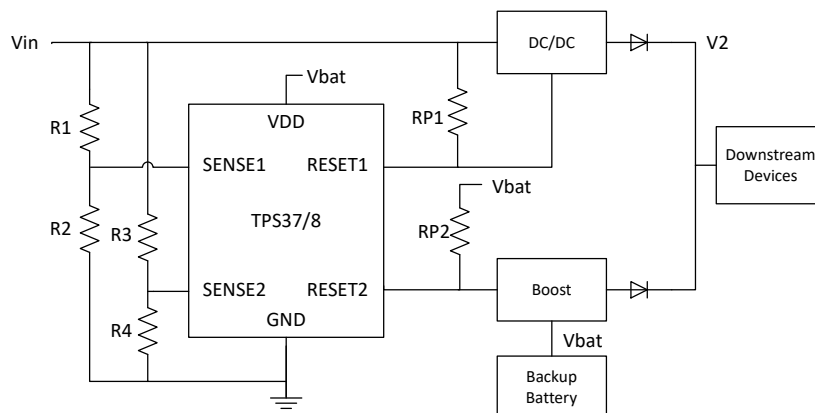 Vin
DC/DC
V2
Vbat
VDD
R1
RP1
SENSE1
RESET1
Downstream
Devices
Vbat
R2
R3
TPS37/8
RP2
SENSE2
RESET2
Boost
R4
GND
Vbat
Backup
Battery